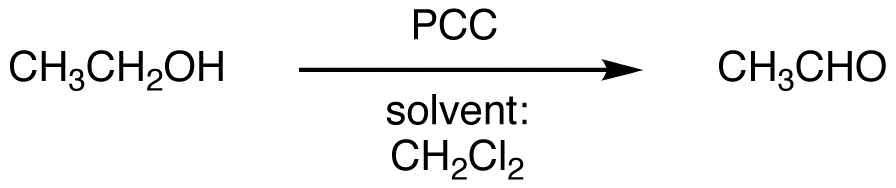 PCC
CH₃CH₂OH
CH₃CHO
solvent:
CH₂Cl₂